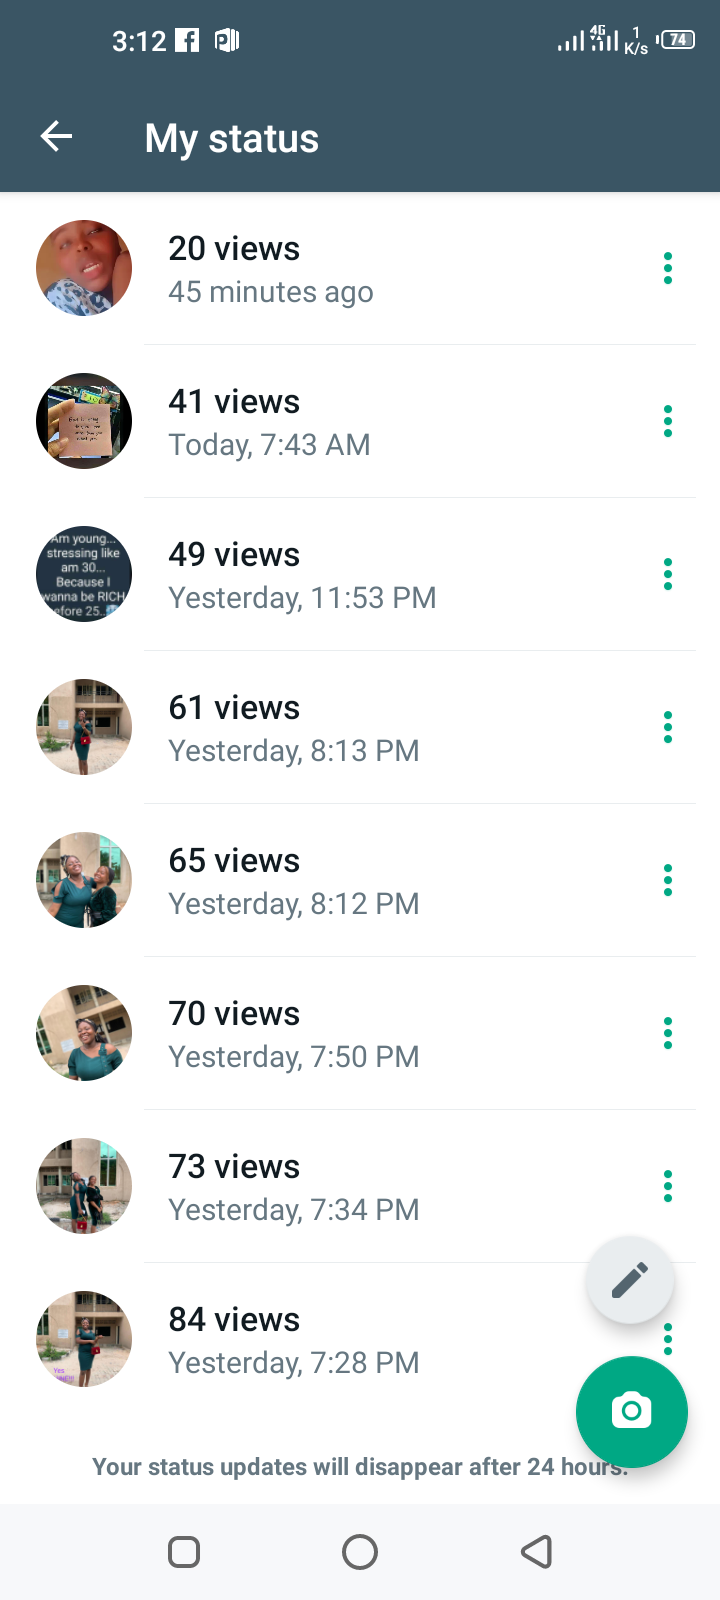 3:12
4G
1
K/s
74
My status
20 views
45 minutes ago
41 views
Today, 7:43 AM
Am young...
stressing like
am 30...
Because I
wanna be RICH
efore 25..
49 views
Yesterday, 11:53 PM
61 views
Yesterday, 8:13 PM
65 views
Yesterday, 8:12 PM
70 views
Yesterday, 7:50 PM
73 views
Yesterday, 7:34 PM
Yes
84 views
Yesterday, 7:28 PM
Your status updates will disappear after 24 hours.